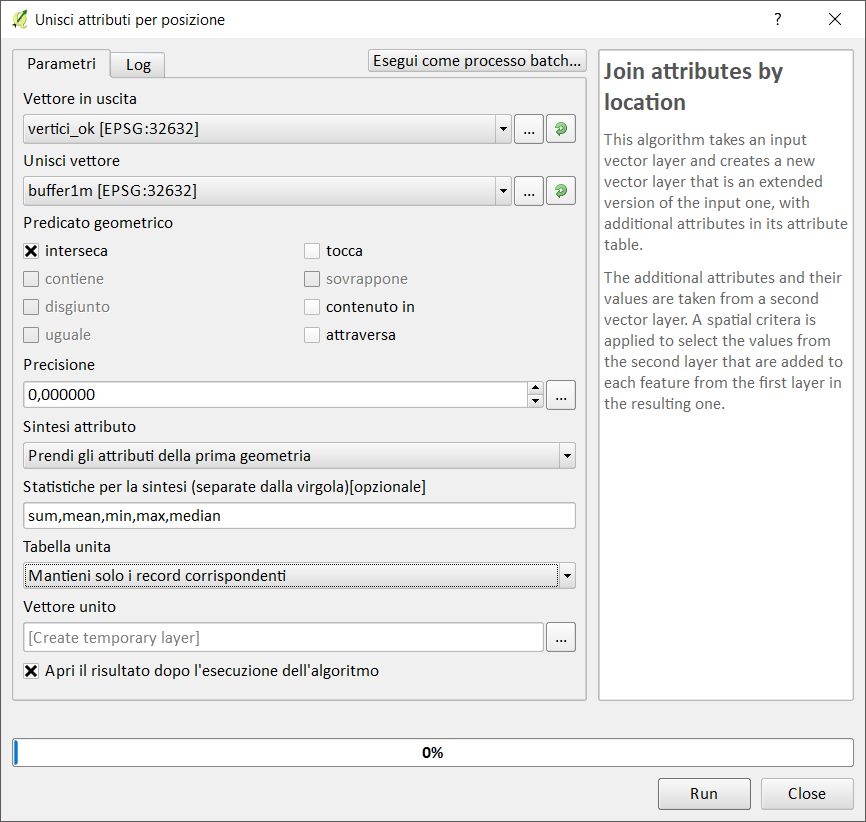 Unisci attributi per posizione
?
Parametri
Log
Esegui come processo batch...
Vettore in uscita
vertici_ok [EPSG:32632]
...
Unisci vettore
buffer1m [EPSG:32632]
...
Predicato geometrico
interseca
tocca
contiene
sovrappone
disgiunto
contenuto in
uguale
attraversa
Precisione
0,000000
...
Sintesi attributo
Prendi gli attributi della prima geometria
Statistiche per la sintesi (separate dalla virgola)[opzionale]
sum,mean,min,max,median
Tabella unita
Mantieni solo i record corrispondenti
Vettore unito
[Create temporary layer]
...
Apri il risultato dopo l'esecuzione dell'algoritmo
Join attributes by
location
This algorithm takes an input
vector layer and creates a new
vector layer that is an extended
version of the input one, with
additional attributes in its attribute
table.
The additional attributes and their
values are taken from a second
vector layer. A spatial critera is
applied to select the values from
the second layer that are added to
each feature from the first layer in
the resulting one.
0%
Run
Close